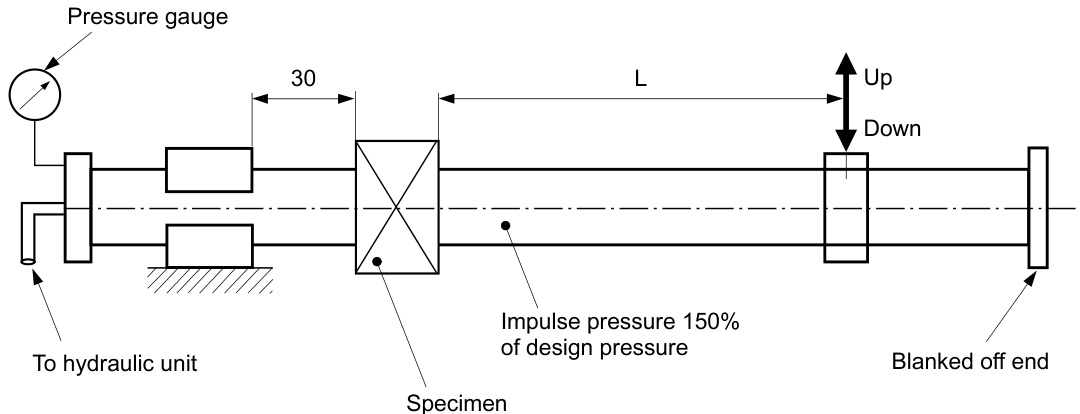 Pressure gauge
30
L
Up
Down
Impulse pressure 150%
of design pressure
To hydraulic unit
Blanked off end
Specimen